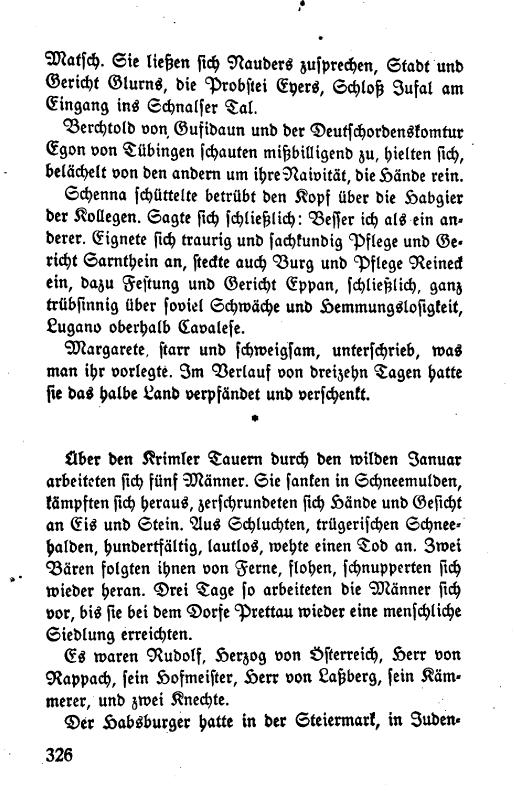 Matsch. Sie ließen sich Nauders zusprechen, Stadt und
Gericht Glurns, die Probstei Eyers, Schloß Jufal am
Eingang ins Schnalser Tal.
Berchtold von Gufidaun und der Deutschordenskomtur
Egon von Tübingen schauten mißbilligend zu, hielten sich,
belächelt von den andern um ihre Naivität, die Hände rein.
Schenna schüttelte betrübt den Kopf über die Habgier
der Kollegen. Sagte sich schließlich: Besser ich als ein an-
derer. Eignete sich traurig und sachkundig Pflege und Ge-
richt Sarnthein an, steckte auch Burg und Pflege Reineck
ein, dazu Festung und Gericht Eppan, schließlich, ganz
trübsinnig über soviel Schwäche und Hemmungslosigkeit,
Lugano oberhalb Cavalese.
Margarete, starr und schweigsam, unterschrieb, was
man ihr vorlegte. Im Verlauf von dreizehn Tagen hatte
sie das halbe Land verpfändet und verschenkt.
*
Über den Krimler Tauern durch den wilden Januar
arbeiteten sich fünf Männer. Sie sanken in Schneemulden,
kämpften sich heraus, zerschrundeten sich Hände und Gesicht
an Eis und Stein. Aus Schluchten, trügerischen Schnee-
halden, hundertfältig, lautlos, wehte einen Tod an. Zwei
Bären folgten ihnen von Ferne, flohen, schnupperten sich
wieder heran. Drei Tage so arbeiteten die Männer sich
vor, bis sie bei dem Dorfe Prettau wieder eine menschliche
Siedlung erreichten.
Es waren Rudolf, Herzog von Österreich, Herr von
Rappach, sein Hofmeister, Herr von Laßberg, sein Käm-
merer, und zwei Knechte.
Der Habsburger hatte in der Steiermark, in Juden-
326